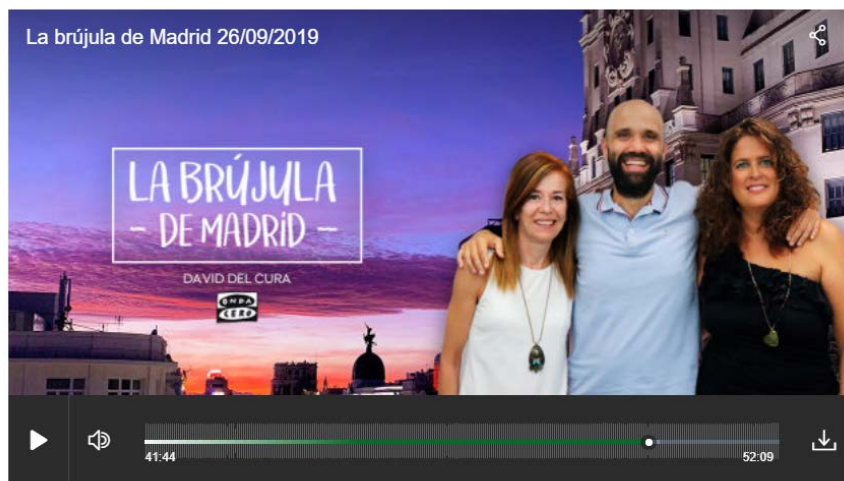 La brújula de Madrid 26/09/2019
LA BRÚJULA
- DE MADRiD -
DAVID DEL CURA
ONDA
CERO
41:44
52:09